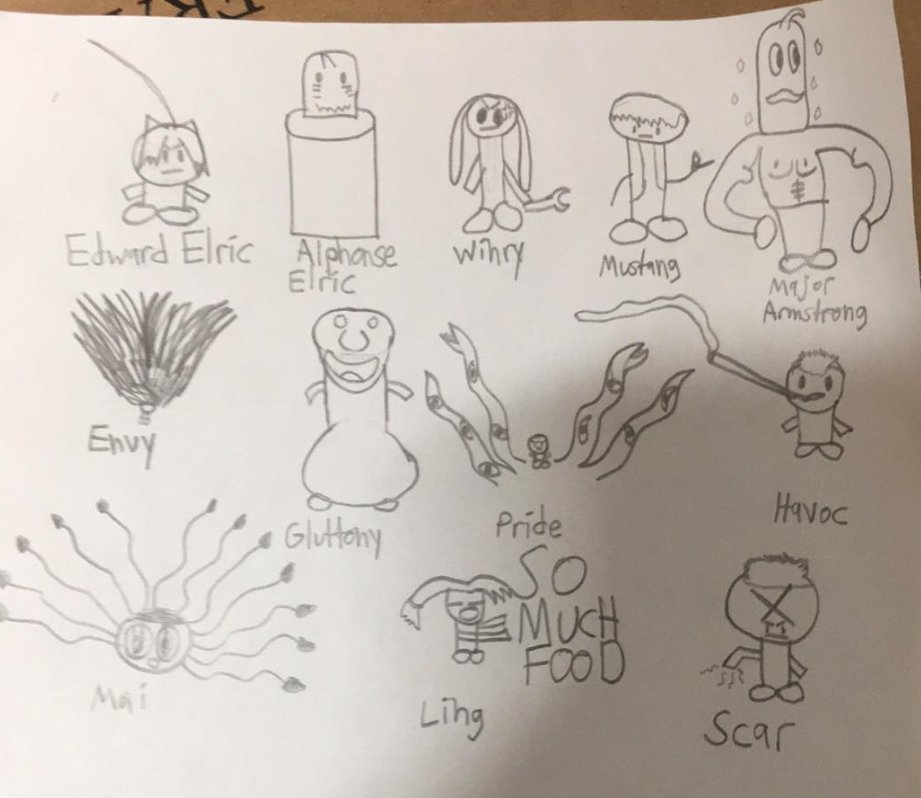 Edward Elric
Alphonse
Elric
Winry
Mustang
Major
Armstrong
Envy
Gluttony
Pride
Havoc
Mai
Ling
SO
MUCH
FOOD
Scar